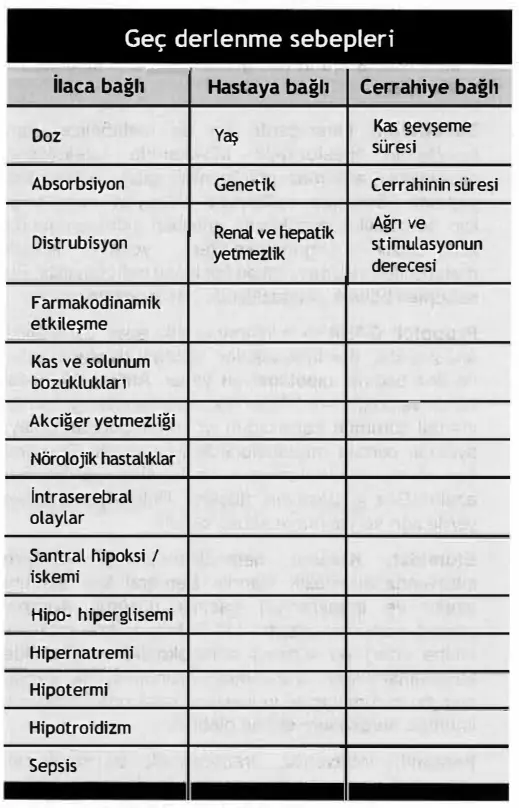 Geç derlenme sebepleri
İlaca bağlı Hastaya bağlı Cerrahiye bağlı
Doz Yaş Kas gevşeme
süresi
Absorbsiyon Genetik Cerrahinin süresi
Distrubisyon Renal ve hepatik
yetmezlik Ağrı ve
stimulasyonun
derecesi
Farmakodinamik
etkileşme
Kas ve solunum
bozuklukları
Akciğer yetmezliği
Nörolojik hastalıklar
İntraserebral
olaylar
Santral hipoksi /
iskemi
Hipo- hiperglisemi
Hipernatremi
Hipotermi
Hipotroidizm
Sepsis